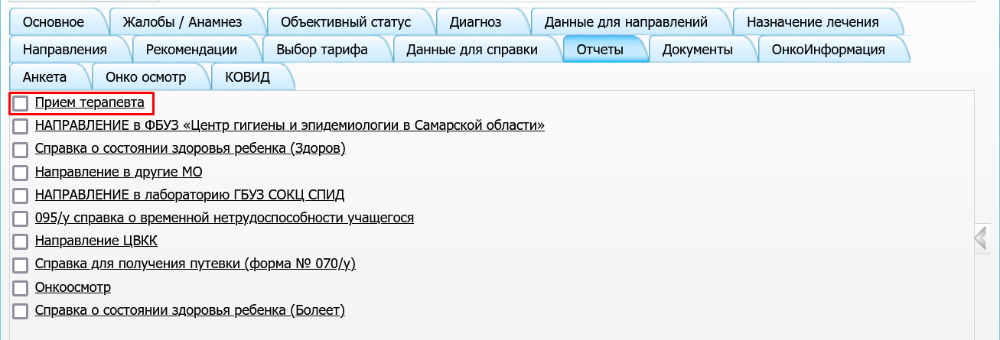 Основное Жалобы / Анамнез Объективный статус Диагноз Данные для направлений Назначение лечения
Направления Рекомендации Выбор тарифа Данные для справки Отчеты Документы ОнкоИнформация
Анкета Онко осмотр КОВИД
Прием терапевта
НАПРАВЛЕНИЕ в ФБУЗ «Центр гигиены и эпидемиологии в Самарской области»
Справка о состоянии здоровья ребенка (Здоров)
Направление в другие МО
НАПРАВЛЕНИЕ в лабораторию ГБУЗ СОКЦ СПИД
095/у справка о временной нетрудоспособности учащегося
Направление ЦВКК
Справка для получения путевки (форма № 070/у)
Онкоосмотр
Справка о состоянии здоровья ребенка (Болеет)